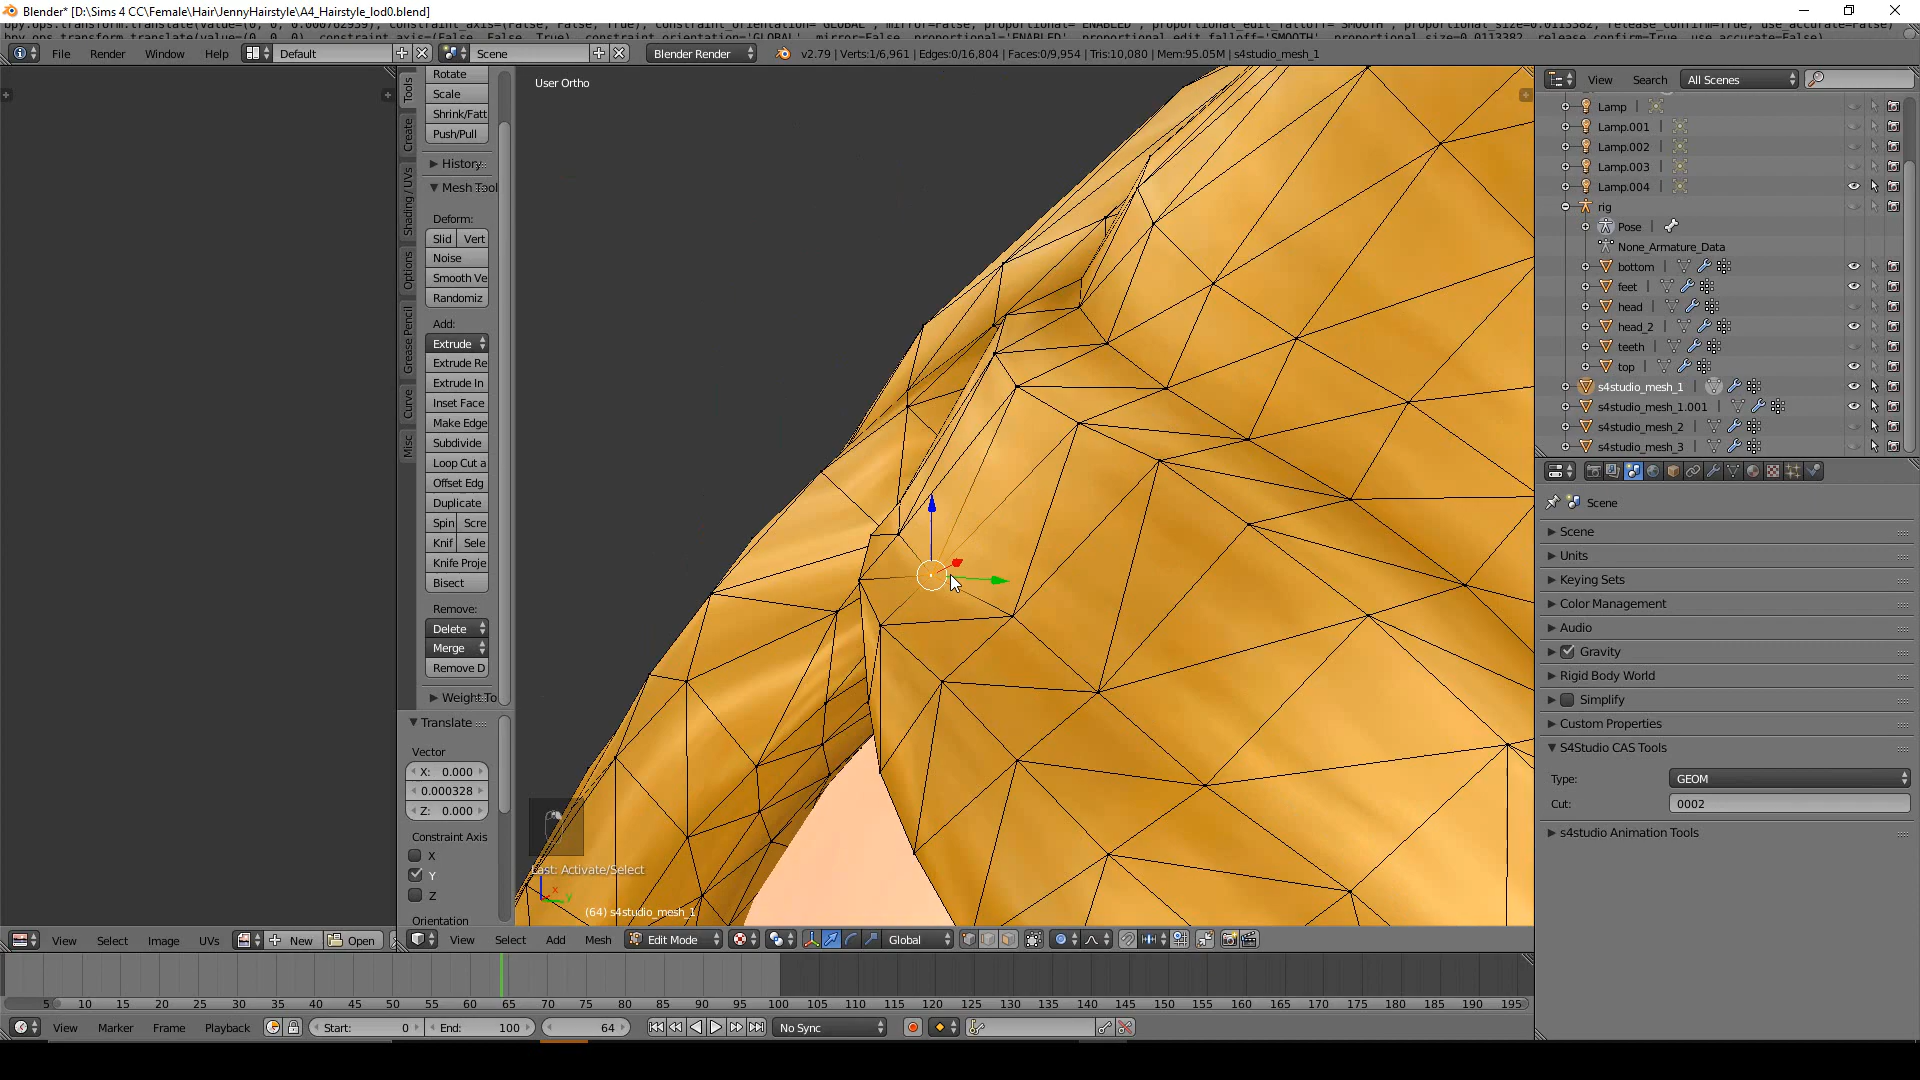 Blender* [D:\Sims 4 CC\Female\Hair\JennyHairstyle\A4_Hairstyle_lod0.blend]
File Render Window Help Default Scene Blender Render v2.79 | Verts:1/6,961 | Edges:0/16,804 | Faces:0/9,954 | Tris:10,080 | Mem:95.05M | s4studio_mesh_1
Tools
Create
Shading / UVs
Options
Grease Pencil
Curve
Misc
Rotate
Scale
Shrink/Fatt
Push/Pull
History
Mesh Tool
Deform:
Slid Vert
Noise
Smooth Ve
Randomiz
Add:
Extrude
Extrude Re
Extrude In
Inset Face
Make Edge
Subdivide
Loop Cut a
Offset Edg
Duplicate
Spin Scre
Knif Sele
Knife Proje
Bisect
Remove:
Delete
Merge
Remove D
Weight To
Translate
Vector
X: 0.000
0.000328
Z: 0.000
Constraint Axis
X
Y
Z
Orientation
User Ortho
Last: Activate/Select
(64) s4studio_mesh_1
View Search All Scenes
Lamp
Lamp.001
Lamp.002
Lamp.003
Lamp.004
rig
Pose
None_Armature_Data
bottom
feet
head
head_2
teeth
top
s4studio_mesh_1
s4studio_mesh_1.001
s4studio_mesh_2
s4studio_mesh_3
Scene
Scene
Units
Keying Sets
Color Management
Audio
Gravity
Rigid Body World
Simplify
Custom Properties
S4Studio CAS Tools
Type: GEOM
Cut: 0002
s4studio Animation Tools
View Select Image UVs New Open
View Select Add Mesh Edit Mode Global
5 10 15 20 25 30 35 40 45 50 55 60 65 70 75 80 85 90 95 100 105 110 115 120 125 130 135 140 145 150 155 160 165 170 175 180 185 190 195
View Marker Frame Playback Start: 0 End: 100 64 No Sync